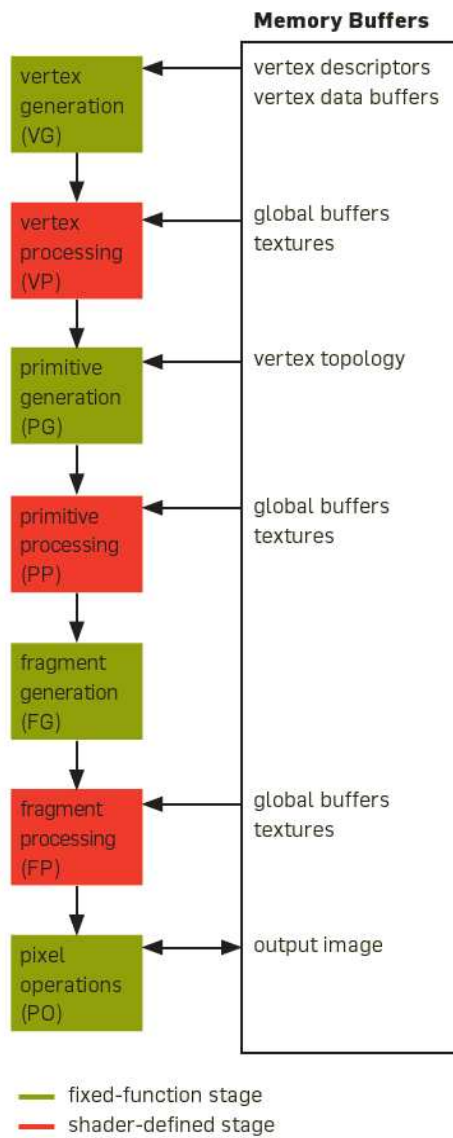 Memory Buffers
vertex
generation
(VG)
vertex descriptors
vertex data buffers
vertex
processing
(VP)
global buffers
textures
primitive
generation
(PG)
vertex topology
primitive
processing
(PP)
global buffers
textures
fragment
generation
(FG)
fragment
processing
(FP)
global buffers
textures
pixel
operations
(PO)
output image
fixed-function stage
shader-defined stage